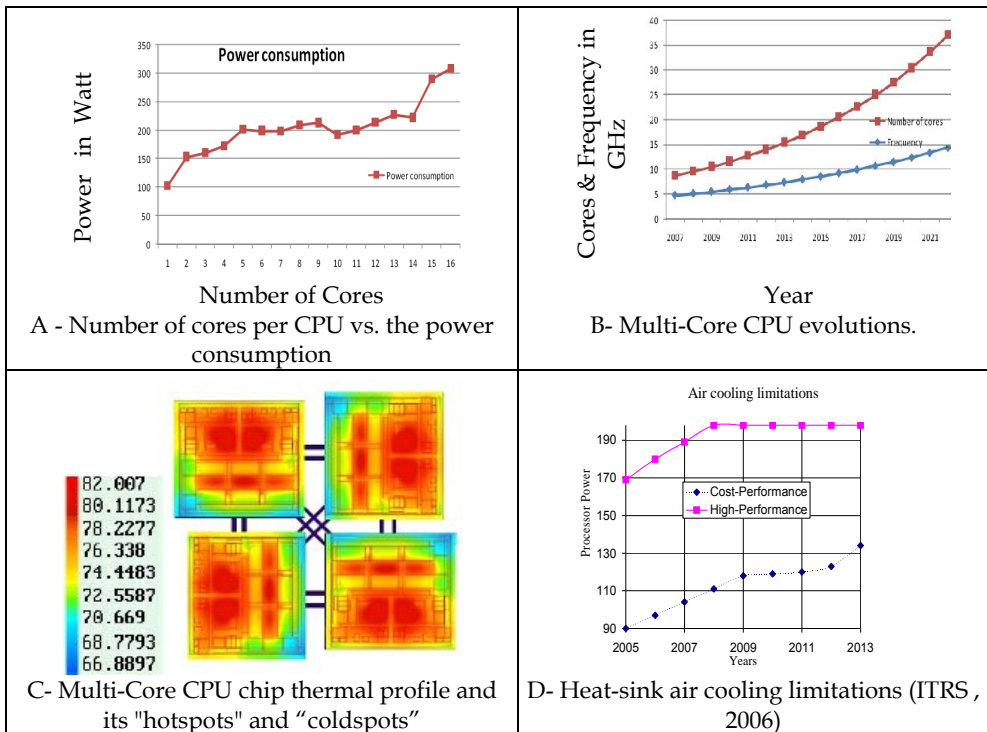 Power consumption
Power in Watt
350
300
250
200
150
100
50
0
Power consumption
1 2 3 4 5 6 7 8 9 10 11 12 13 14 15 16
Number of Cores
A - Number of cores per CPU vs. the power
consumption
Cores & Frequency in
GHz
40
35
30
25
20
15
10
5
0
Number of cores
Frequency
2007 2009 2011 2013 2015 2017 2019 2021
Year
B- Multi-Core CPU evolutions.
82.007
80.1173
78.2277
76.338
74.4483
72.5587
70.669
68.7793
66.8897
C- Multi-Core CPU chip thermal profile and
its "hotspots" and “coldspots”
Air cooling limitations
Processor Power
190
170
150
130
110
90
Cost-Performance
High-Performance
2005 2007 2009 2011 2013
Years
D- Heat-sink air cooling limitations (ITRS ,
2006)